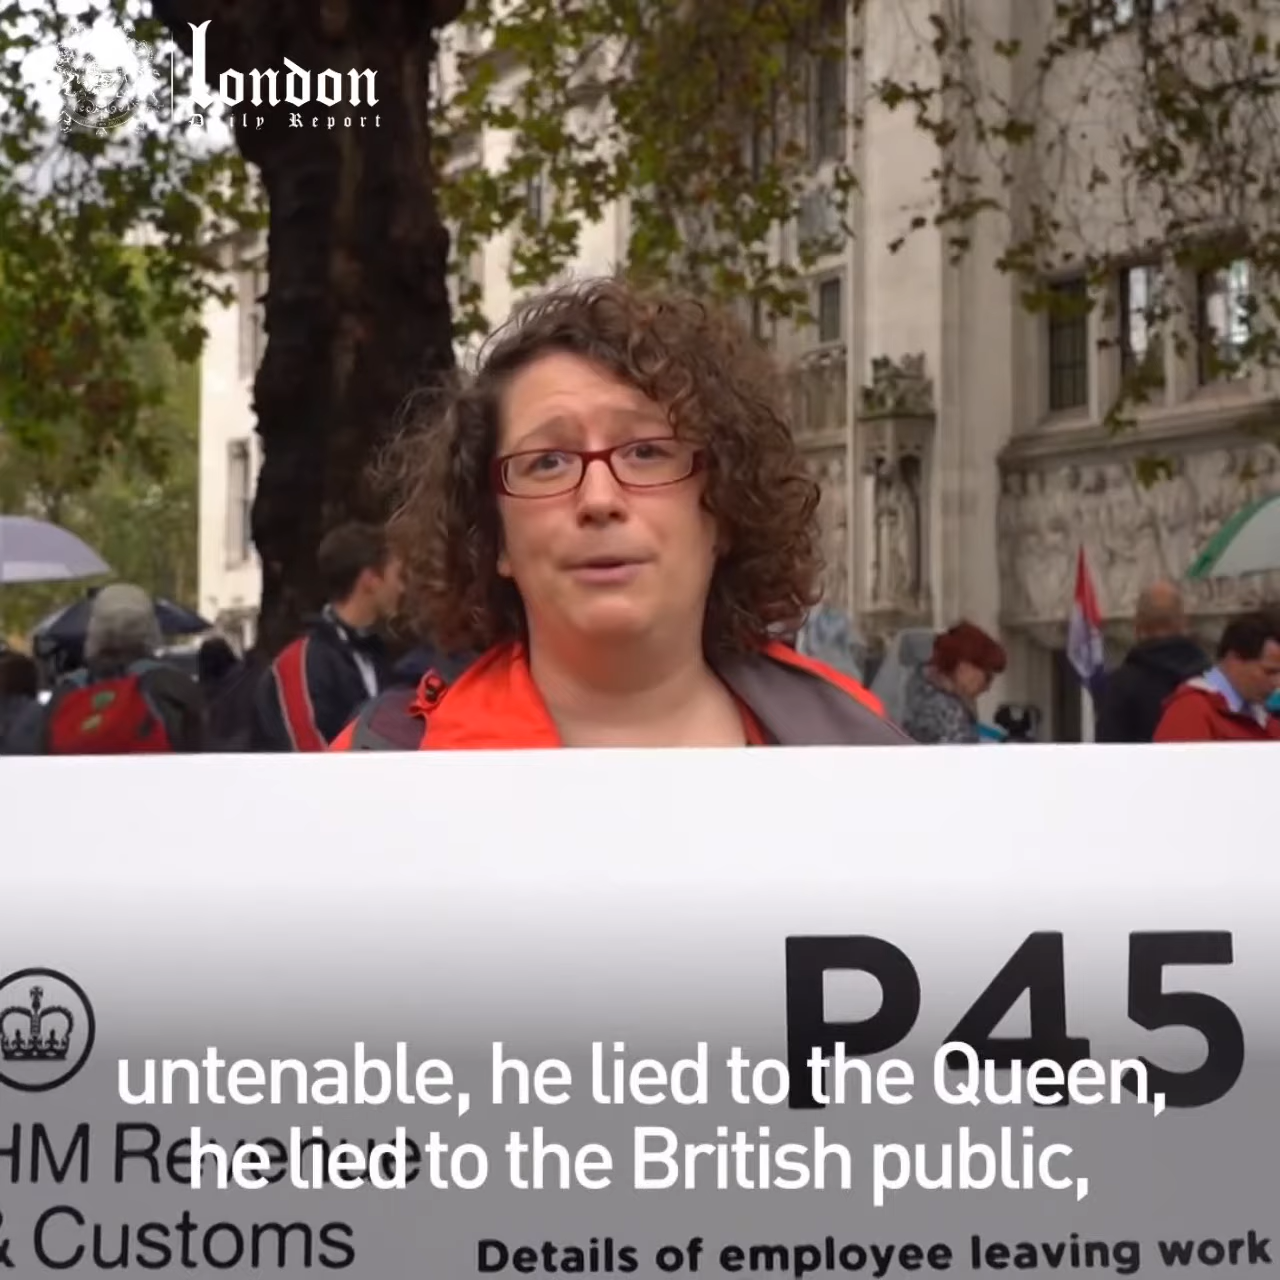 London
Daily Report
P45
untenable, he lied to the Queen,
HM Revenue
he lied to the British public,
& Customs
Details of employee leaving work